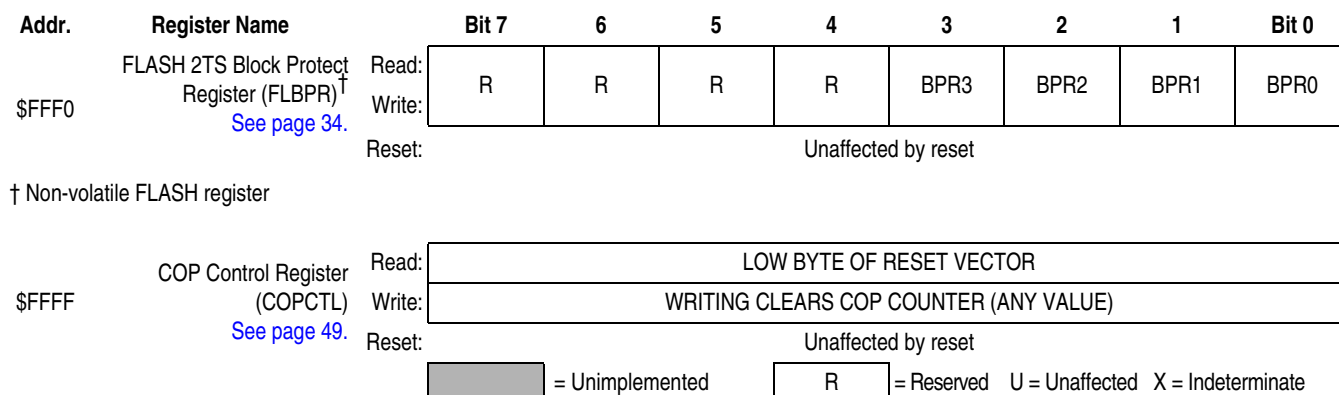 Addr. Register Name Bit 7 6 5 4 3 2 1 Bit 0
$FFF0 FLASH 2TS Block Protect Register (FLBPR)† See page 34. Read: Write: R R R R BPR3 BPR2 BPR1 BPR0
Reset: Unaffected by reset
† Non-volatile FLASH register
$FFFF COP Control Register (COPCTL) See page 49. Read: LOW BYTE OF RESET VECTOR
Write: WRITING CLEARS COP COUNTER (ANY VALUE)
Reset: Unaffected by reset
= Unimplemented R = Reserved U = Unaffected X = Indeterminate